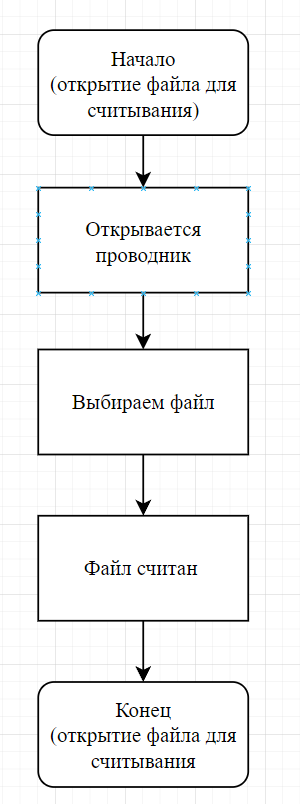 Начало
(открытие файла для
считывания)
Открывается
проводник
Выбираем файл
Файл считан
Конец
(открытие файла для
считывания